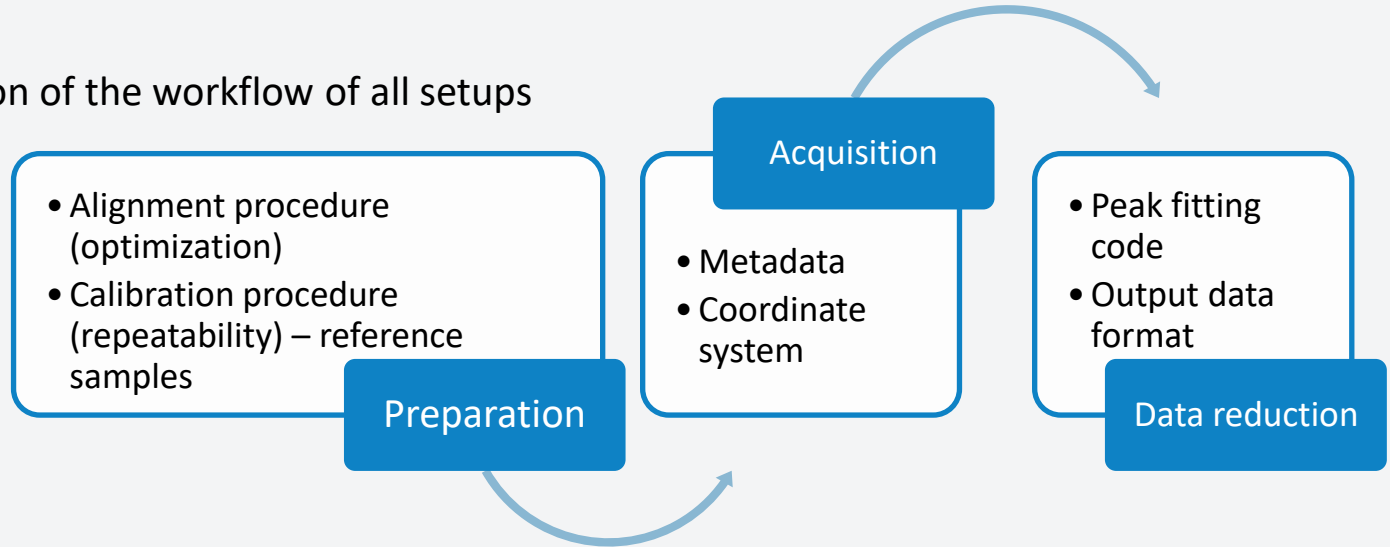 on of the workflow of all setups
• Alignment procedure
(optimization)
• Calibration procedure
(repeatability) – reference
samples
Preparation
Acquisition
• Metadata
• Coordinate
system
• Peak fitting
code
• Output data
format
Data reduction